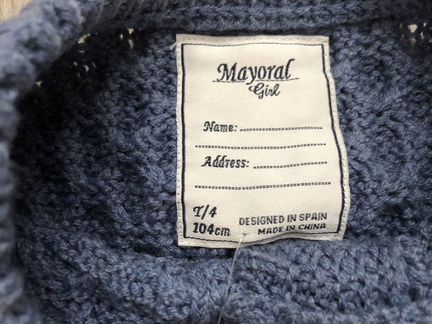 Mayoral
Girl
Name:
Address:
T/4
104cm
DESIGNED IN SPAIN
MADE IN CHINA